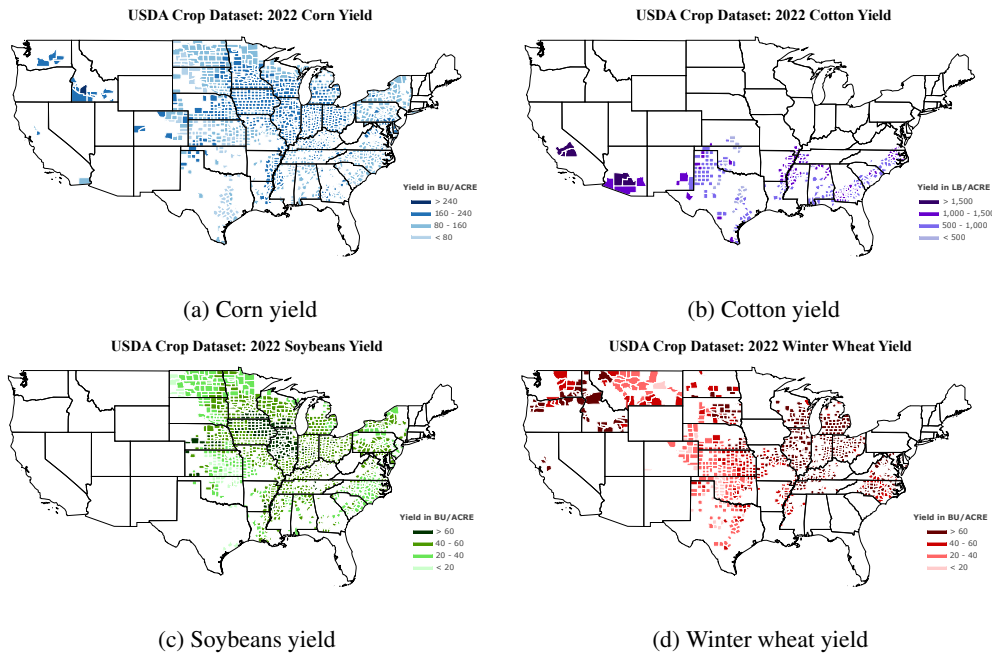 USDA Crop Dataset: 2022 Corn Yield
Yield in BU/ACRE
> 240
160 - 240
80 - 160
< 80
(a) Corn yield
USDA Crop Dataset: 2022 Cotton Yield
Yield in LB/ACRE
> 1,500
1,000 - 1,500
500 - 1,000
< 500
(b) Cotton yield
USDA Crop Dataset: 2022 Soybeans Yield
Yield in BU/ACRE
> 60
40 - 60
20 - 40
< 20
(c) Soybeans yield
USDA Crop Dataset: 2022 Winter Wheat Yield
Yield in BU/ACRE
> 60
40 - 60
20 - 40
< 20
(d) Winter wheat yield